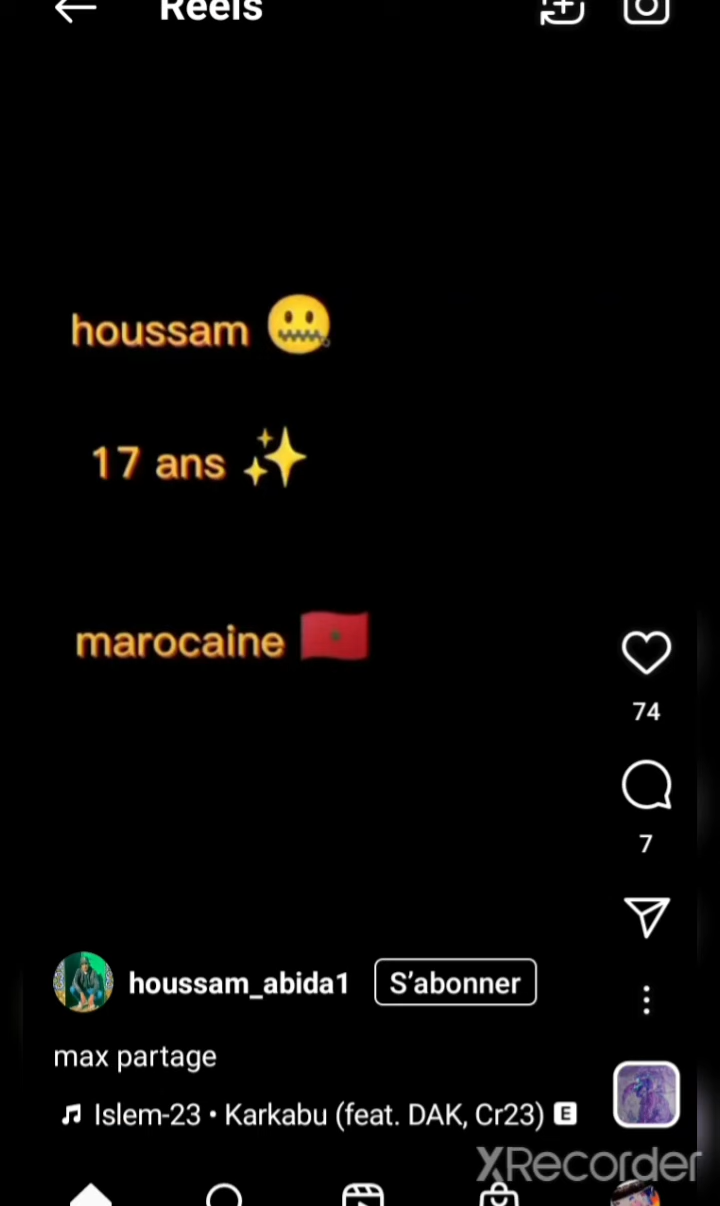 Reels
houssam 🤐
17 ans ✨
marocaine 🇲🇦
74
7
houssam_abida1 S'abonner
max partage
Islem-23 • Karkabu (feat. DAK, Cr23) E
XRecorder